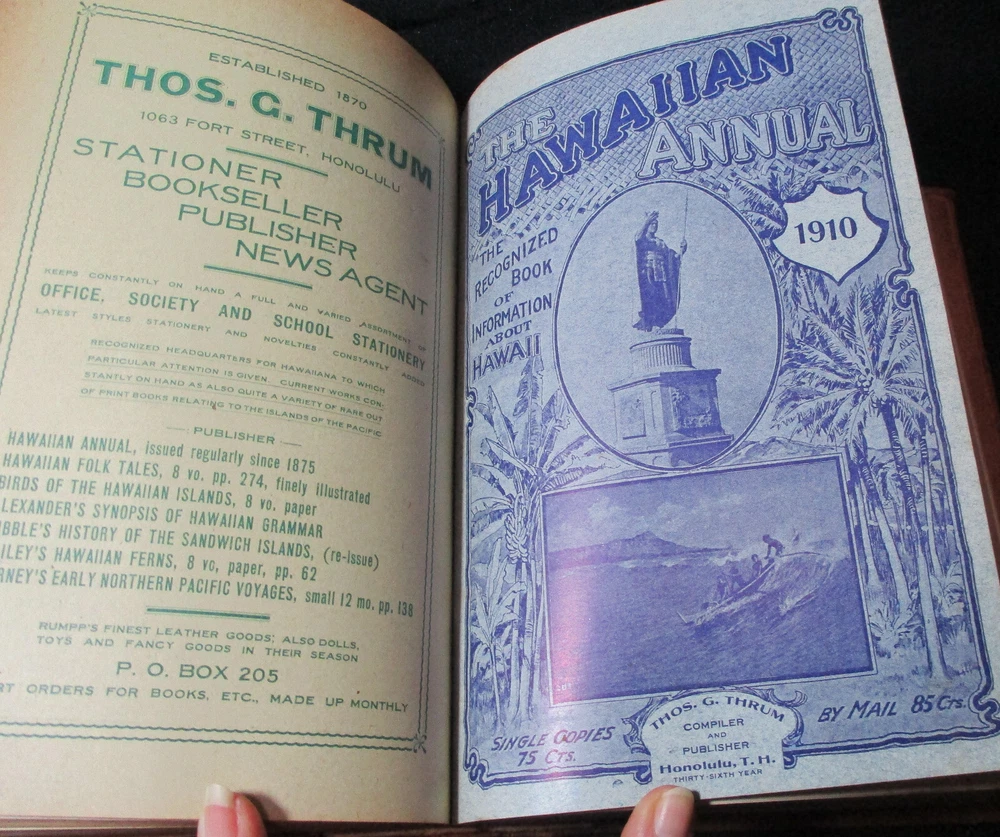 ESTABLISHED 1870
THOS. G. THRUM
1063 FORT STREET, HONOLULU
STATIONER
BOOKSELLER
PUBLISHER
NEWS AGENT
KEEPS CONSTANTLY ON HAND A FULL AND VARIED ASSORTMENT OF
OFFICE, SOCIETY AND SCHOOL STATIONERY
LATEST STYLES STATIONERY AND NOVELTIES CONSTANTLY ADDED
RECOGNIZED HEADQUARTERS FOR HAWAIIANA TO WHICH
PARTICULAR ATTENTION IS GIVEN. CURRENT WORKS CON-
STANTLY ON HAND AS ALSO QUITE A VARIETY OF RARE OUT
OF PRINT BOOKS RELATING TO THE ISLANDS OF THE PACIFIC
— PUBLISHER —
HAWAIIAN ANNUAL, issued regularly since 1875
HAWAIIAN FOLK TALES, 8 vo. pp. 274, finely illustrated
BIRDS OF THE HAWAIIAN ISLANDS, 8 vo. paper
LEXANDER'S SYNOPSIS OF HAWAIIAN GRAMMAR
IBBLE'S HISTORY OF THE SANDWICH ISLANDS, (re-issue)
ILEY'S HAWAIIAN FERNS, 8 vo, paper, pp. 62
RNEY'S EARLY NORTHERN PACIFIC VOYAGES, small 12 mo. pp. 138
RUMPP'S FINEST LEATHER GOODS; ALSO DOLLS,
TOYS AND FANCY GOODS IN THEIR SEASON
P. O. BOX 205
RT ORDERS FOR BOOKS, ETC., MADE UP MONTHLY
THE
HAWAIIAN
ANNUAL
1910
THE
RECOGNIZED
BOOK
OF
INFORMATION
ABOUT
HAWAII
SINGLE COPIES
75 CTS.
THOS. G. THRUM
COMPILER
AND
PUBLISHER
Honolulu, T. H.
THIRTY-SIXTH YEAR
BY MAIL 85 CTS.